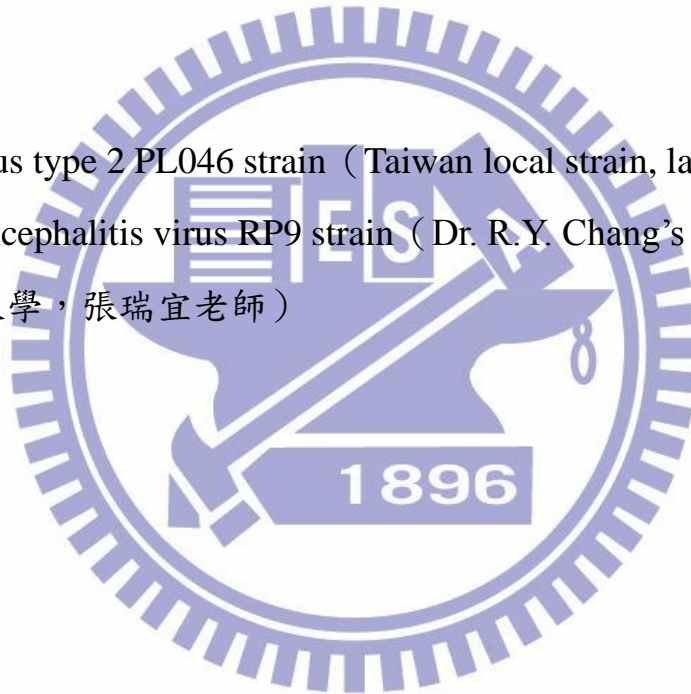 us type 2 PL046 strain（Taiwan local strain, la
cephalitis virus RP9 strain（Dr. R.Y. Chang's
學，張瑞宜老師）
E S A
1896